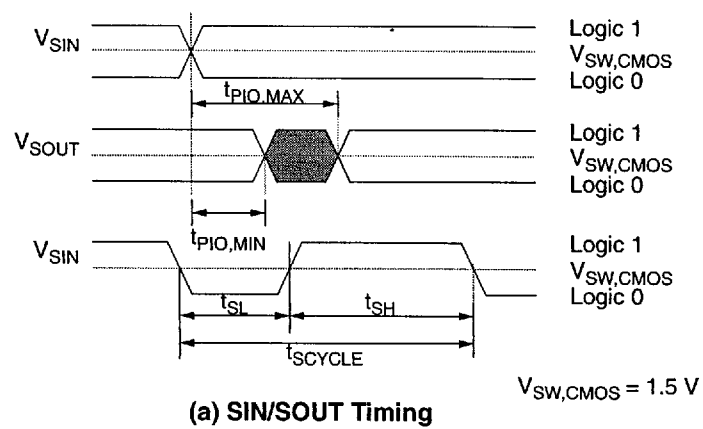 V_SIN Logic 1
V_SW,CMOS
Logic 0
t_PIO.MAX
V_SOUT Logic 1
V_SW,CMOS
Logic 0
t_PIO,MIN
V_SIN Logic 1
V_SW,CMOS
Logic 0
t_SL t_SH
t_SCYCLE
V_SW,CMOS = 1.5 V
(a) SIN/SOUT Timing